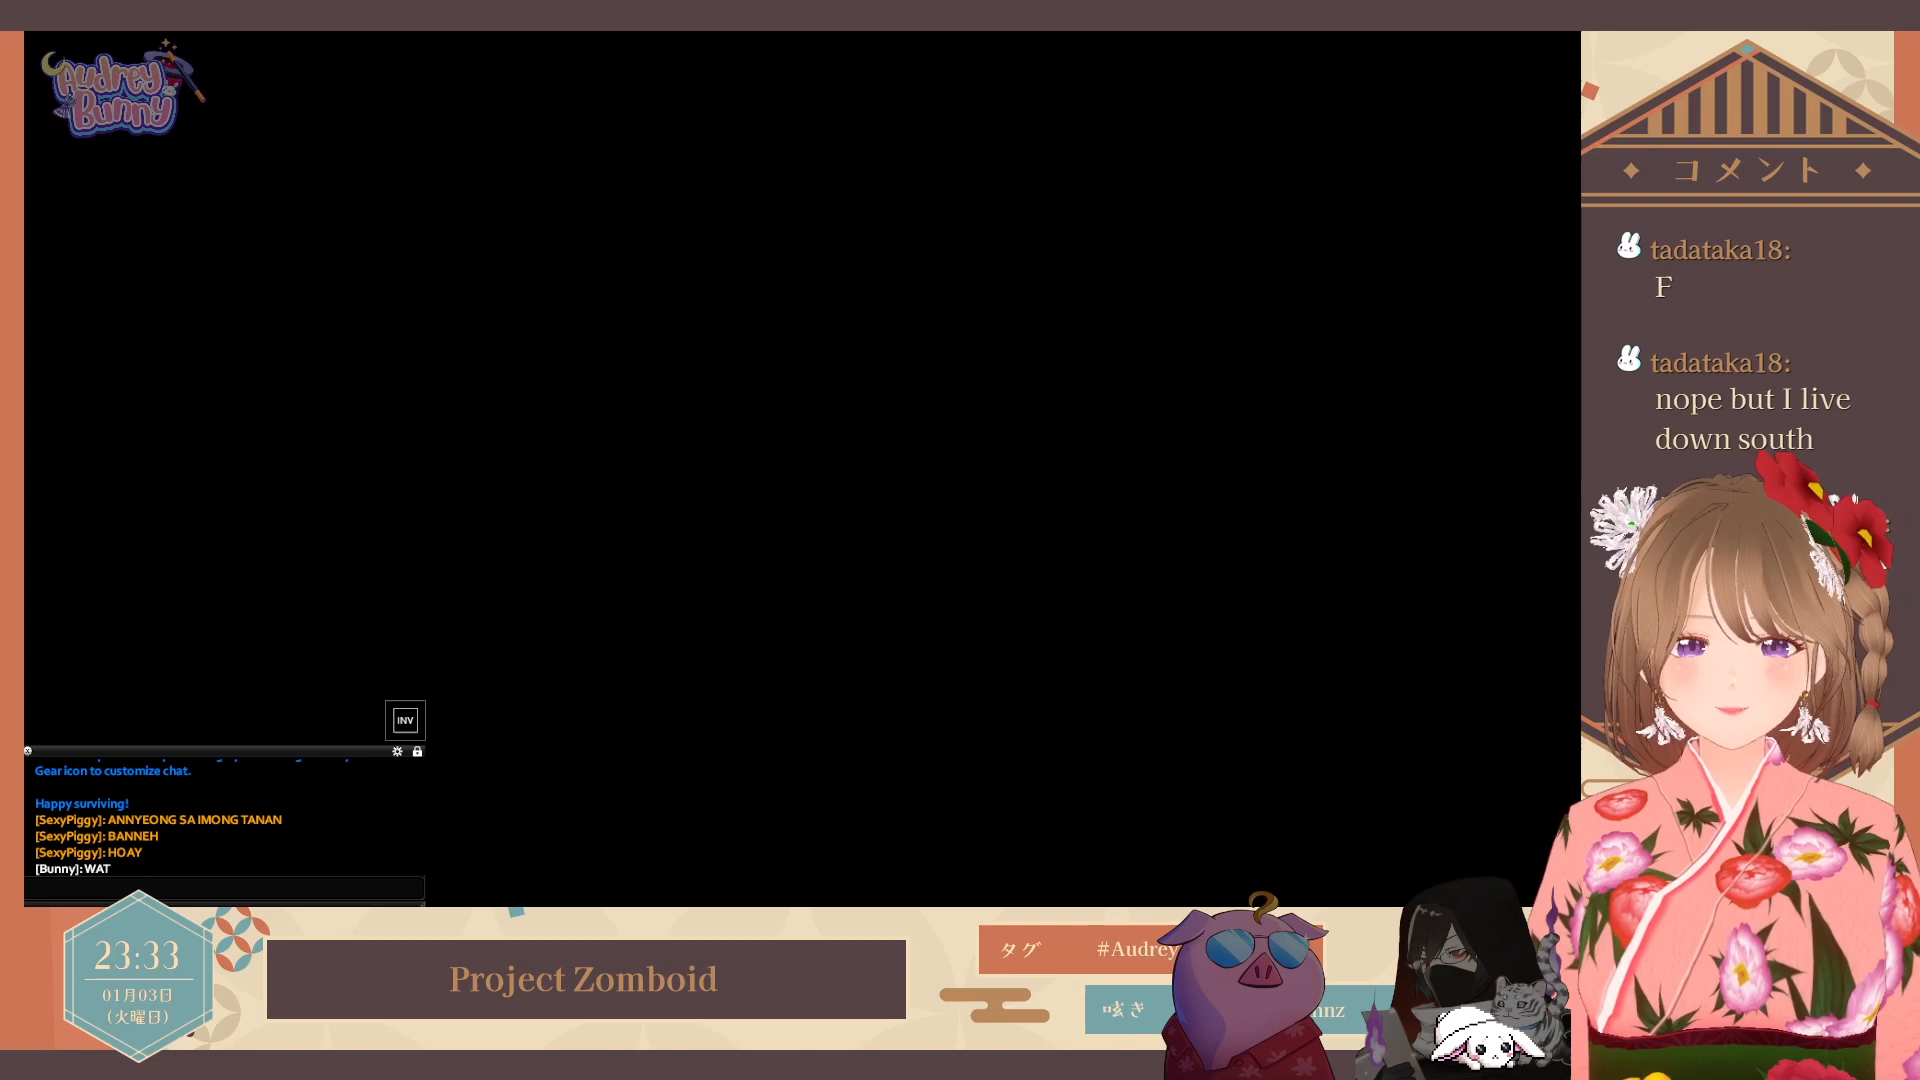 Audrey
Bunny
コメント
tadataka18:
F
tadataka18:
nope but I live
down south
INV
Gear icon to customize chat.
Happy surviving!
[SexyPiggy]: ANNYEONG SA IMONG TANAN
[SexyPiggy]: BANNEH
[SexyPiggy]: HOAY
[Bunny]: WAT
23:33
01月03日
(火曜日)
Project Zomboid
タグ #Audrey
呟き nnz